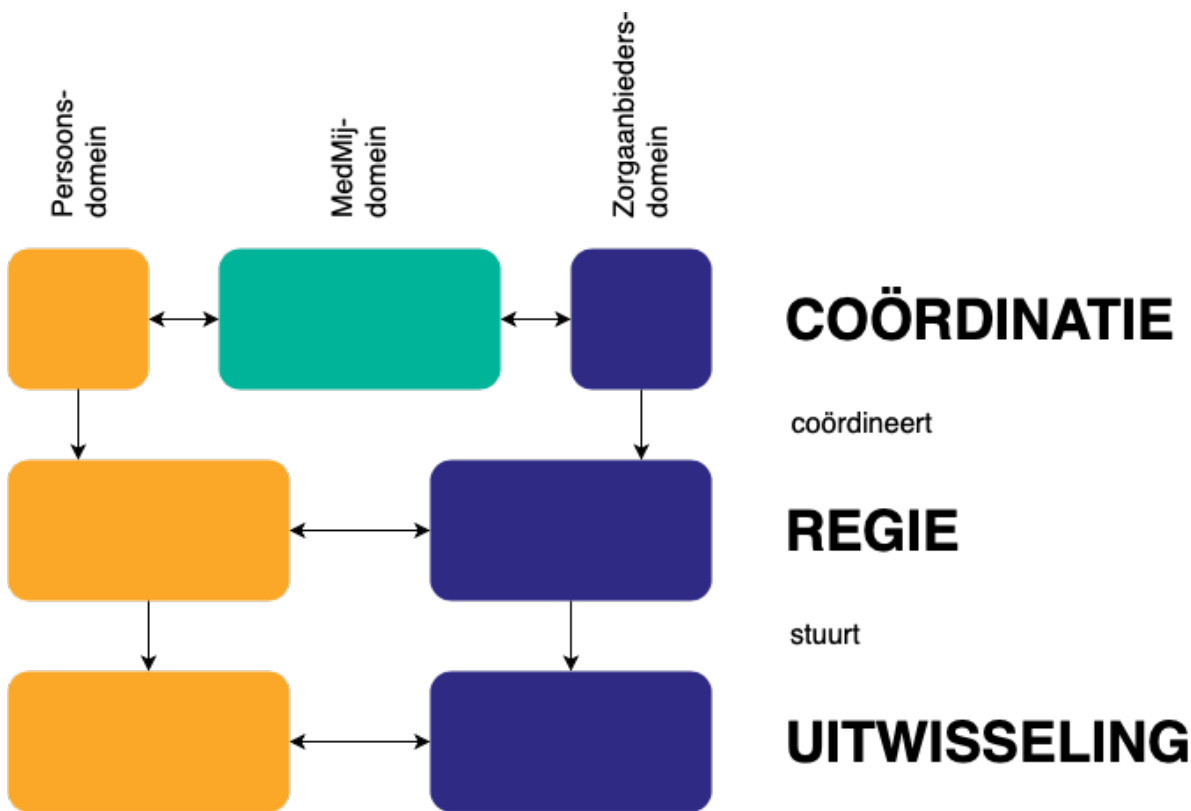 Persoons-
domein
MedMij-
domein
Zorgaanbieders-
domein
COÖRDINATIE
coördineert
REGIE
stuurt
UITWISSELING